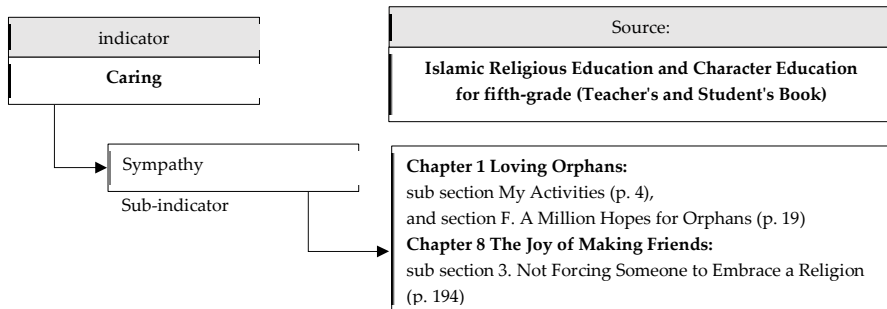 indicator
Caring
Source:
Islamic Religious Education and Character Education
for fifth-grade (Teacher's and Student's Book)
Sympathy
Sub-indicator
Chapter 1 Loving Orphans:
sub section My Activities (p. 4),
and section F. A Million Hopes for Orphans (p. 19)
Chapter 8 The Joy of Making Friends:
sub section 3. Not Forcing Someone to Embrace a Religion
(p. 194)